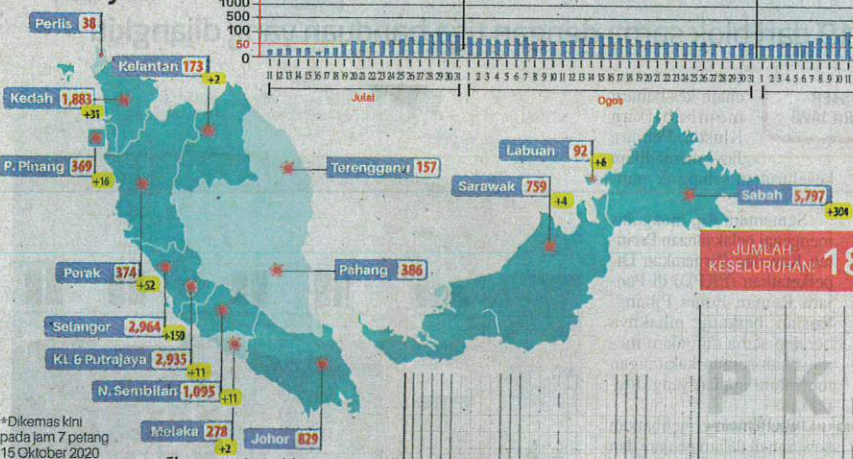 1000
500
100
50
0
11 12 13 14 15 16 17 18 19 20 21 22 23 24 25 26 27 28 29 30 31
1 2 3 4 5 6 7 8 9 10 11 12 13 14 15 16 17 18 19 20 21 22 23 24 25 26 27 28 29 30 31
1 2 3 4 5 6 7 8 9 10 11
Julai
Ogos
Perlis 38
Kelantan 173
+2
Kedah 1,883
+31
P. Pinang 369
+16
Terengganu 157
Labuan 92
+6
Sarawak 759
+4
Sabah 5,797
+304
JUMLAH
KESELURUHAN: 18
Perak 374
+52
Pahang 386
Selangor 2,964
+150
KL & Putrajaya 2,935
+11
N. Sembilan 1,095
+11
Melaka 278
+2
Johor 829
*Dikemas kini
pada jam 7 petang
15 Oktober 2020
P K